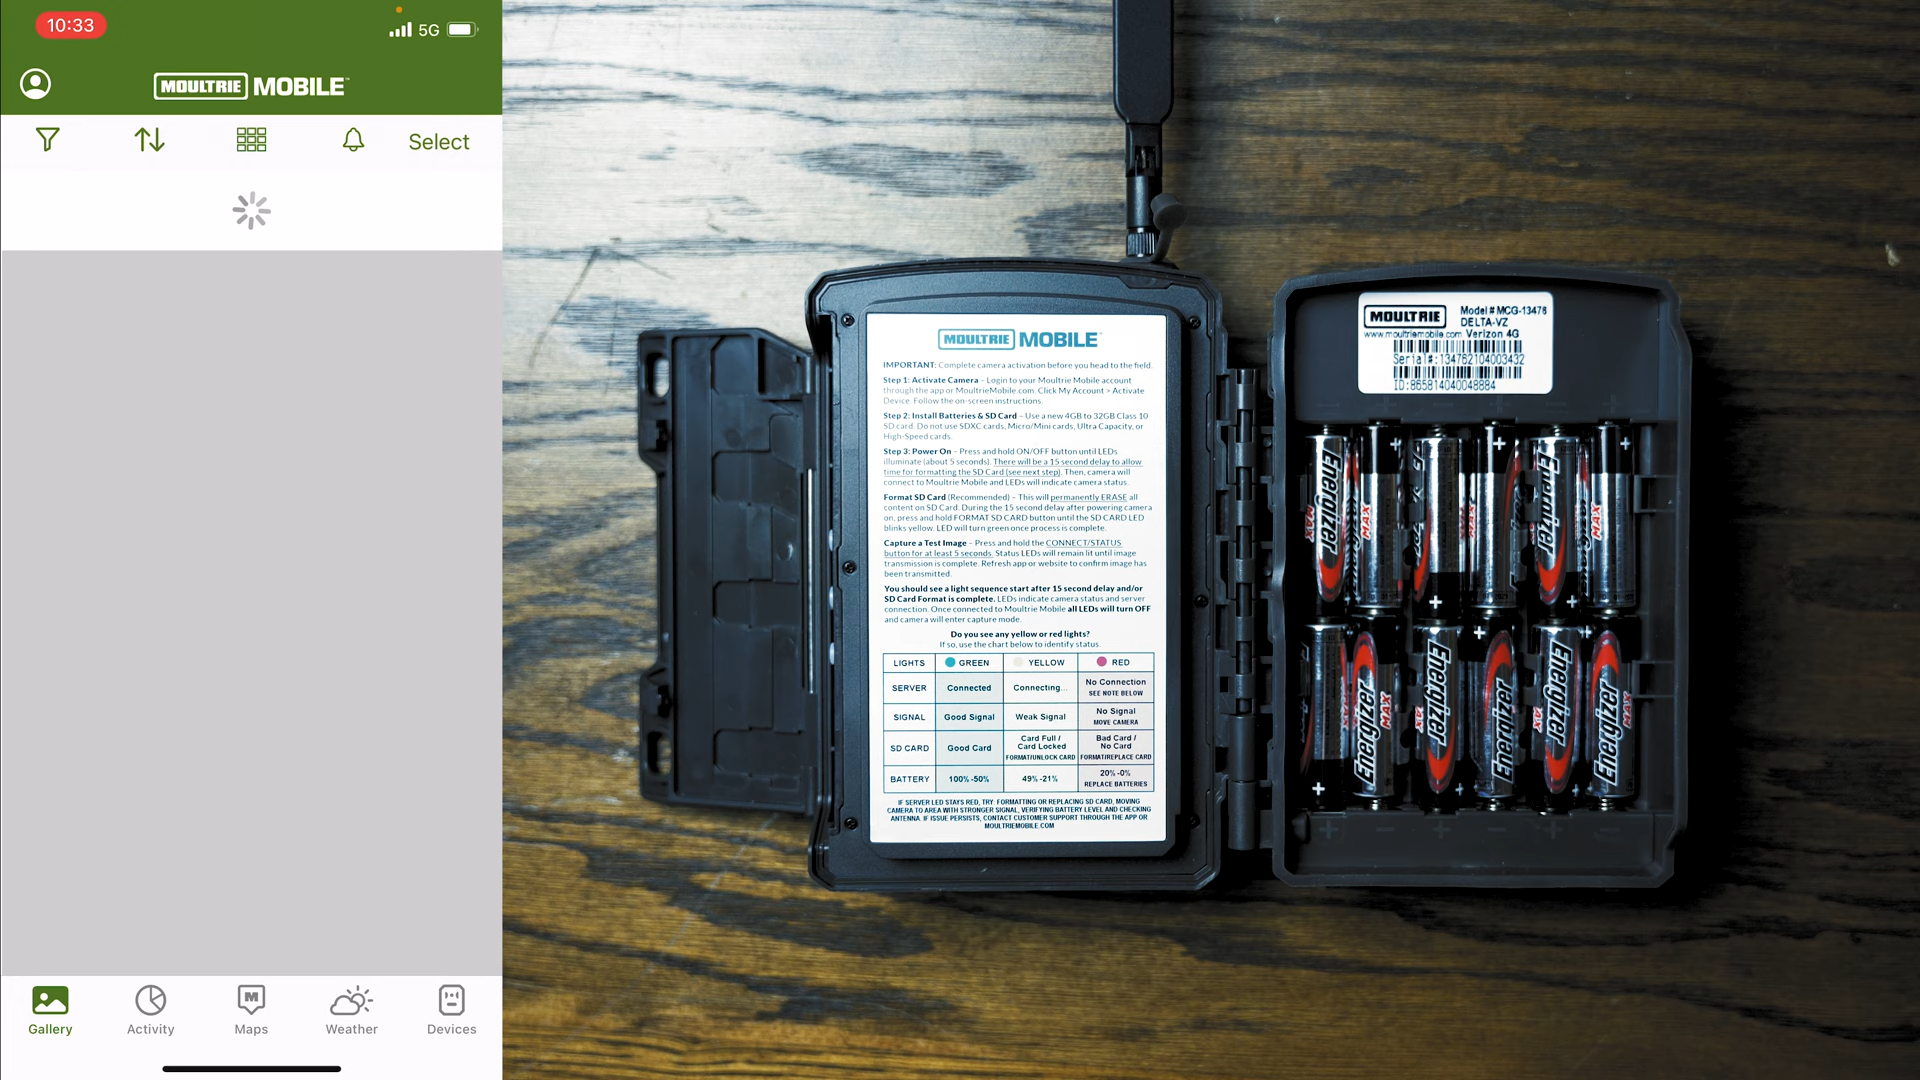 10:33
5G
MOULTRIE MOBILE
Select
Gallery
Activity
Maps
Weather
Devices
MOULTRIE MOBILE
IMPORTANT: Complete camera activation before you head to the field.
Step 1: Activate Camera – Login to your Moultrie Mobile account
through the app or MoultrieMobile.com. Click My Account > Activate
Device. Follow the on-screen instructions.
Step 2: Install Batteries & SD Card – Use a new 4GB to 32GB Class 10
SD card. Do not use SDXC cards, Micro/Mini cards, Ultra Capacity, or
High-Speed cards.
Step 3: Power On – Press and hold ON/OFF button until LEDs
illuminate (about 5 seconds). There will be a 15 second delay to allow
time for formatting the SD Card (see next step). Then, camera will
connect to Moultrie Mobile and LEDs will indicate camera status.
Format SD Card (Recommended) – This will permanently ERASE all
content on SD Card. During the 15 second delay after powering camera
on, press and hold FORMAT SD CARD button until the SD CARD LED
blinks yellow. LED will turn green once process is complete.
Capture a Test Image – Press and hold the CONNECT/STATUS
button for at least 5 seconds. Status LEDs will remain lit until image
transmission is complete. Refresh app or website to confirm image has
been transmitted.
You should see a light sequence start after 15 second delay and/or
SD Card Format is complete. LEDs indicate camera status and server
connection. Once connected to Moultrie Mobile all LEDs will turn OFF
and camera will enter capture mode.
Do you see any yellow or red lights?
If so, use the chart below to identify status.
LIGHTS GREEN YELLOW RED
SERVER Connected Connecting... No Connection
SEE NOTE BELOW
SIGNAL Good Signal Weak Signal No Signal
MOVE CAMERA
SD CARD Good Card Card Full / Card Locked Bad Card / No Card
FORMAT/UNLOCK CARD FORMAT/REPLACE CARD
BATTERY 100% -50% 49% -21% 20% -0%
REPLACE BATTERIES
IF SERVER LED STAYS RED, TRY: FORMATTING OR REPLACING SD CARD, MOVING
CAMERA TO AREA WITH STRONGER SIGNAL, VERIFYING BATTERY LEVEL AND CHECKING
ANTENNA. IF ISSUE PERSISTS, CONTACT CUSTOMER SUPPORT THROUGH THE APP OR
MOULTRIEMOBILE.COM
MOULTRIE Model # MCG-13476
DELTA-VZ
www.moultriemobile.com Verizon 4G
Serial#:134762104003432
ID:865814040048884
Energizer
MAX
MAX
Energizer
MAX
Energizer
MAX
Energizer
Energizer
Energizer
Energizer
MAX